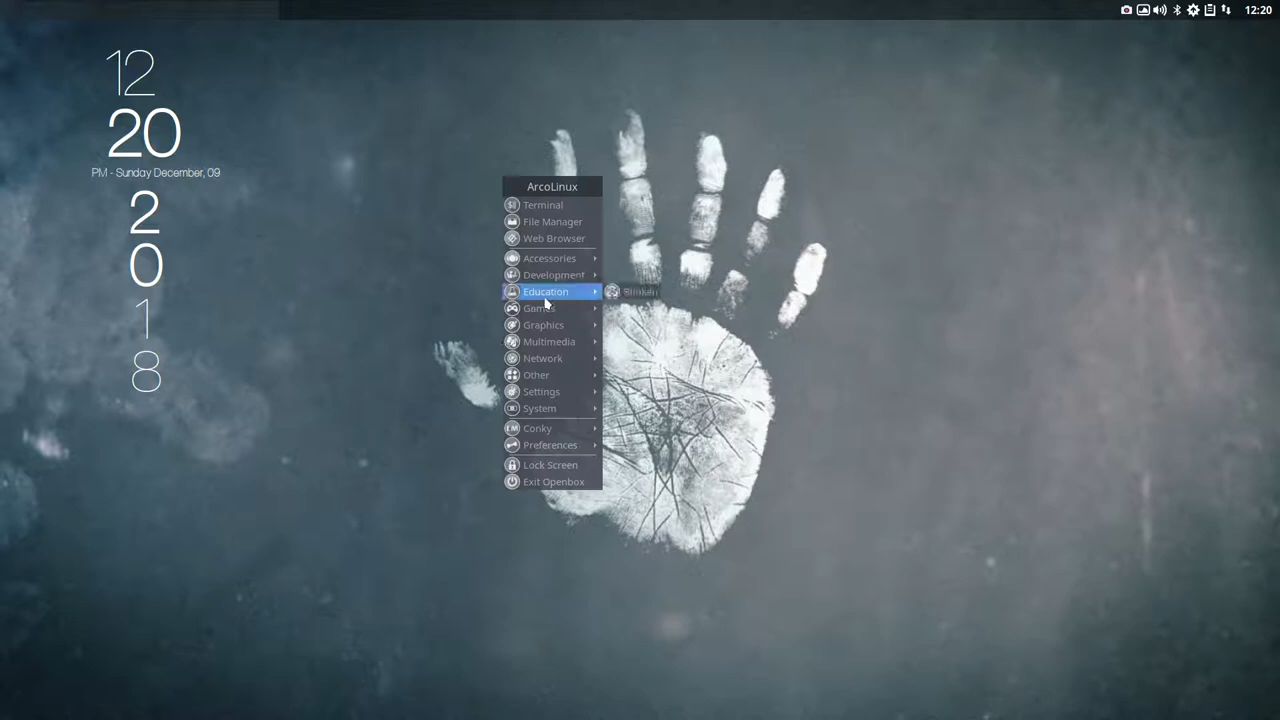 12:20
12
20
PM - Sunday December, 09
2
0
1
8
ArcoLinux
Terminal
File Manager
Web Browser
Accessories
Development
Education
Games
Graphics
Multimedia
Network
Other
Settings
System
Conky
Preferences
Lock Screen
Exit Openbox